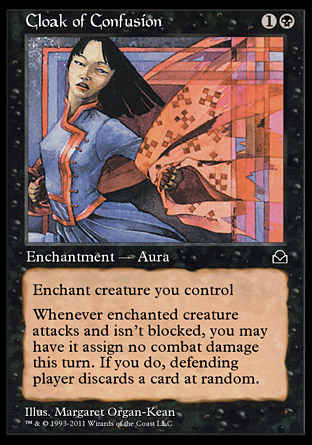 Cloak of Confusion 1
Enchantment — Aura
Enchant creature you control
Whenever enchanted creature
attacks and isn't blocked, you may
have it assign no combat damage
this turn. If you do, defending
player discards a card at random.
Illus. Margaret Organ-Kean
™ & © 1993-2011 Wizards of the Coast LLC